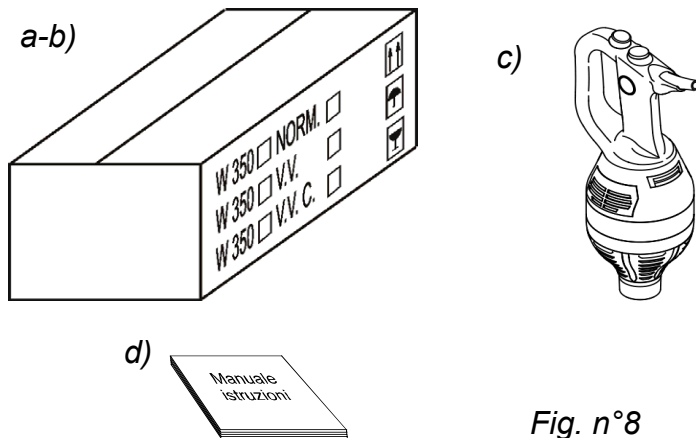 a-b)
c)
W 350 □ NORM. □
W 350 □ V.V. □
W 350 □ V.V. C. □
d)
Manuale
istruzioni
Fig. n°8